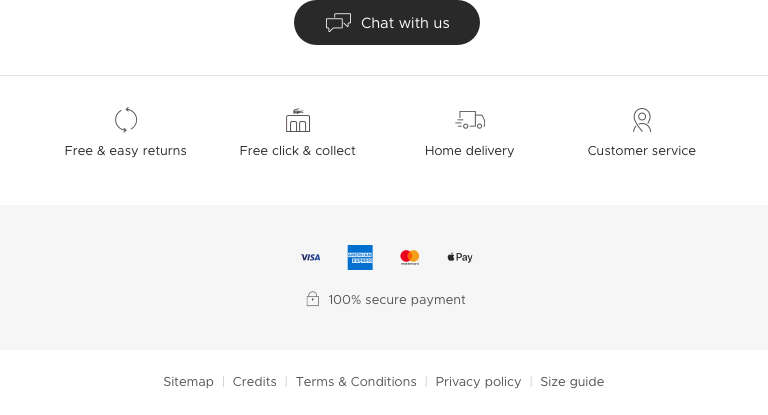 Chat with us
Free & easy returns
Free click & collect
Home delivery
Customer service
VISA
AMERICAN EXPRESS
mastercard
Pay
100% secure payment
Sitemap | Credits | Terms & Conditions | Privacy policy | Size guide